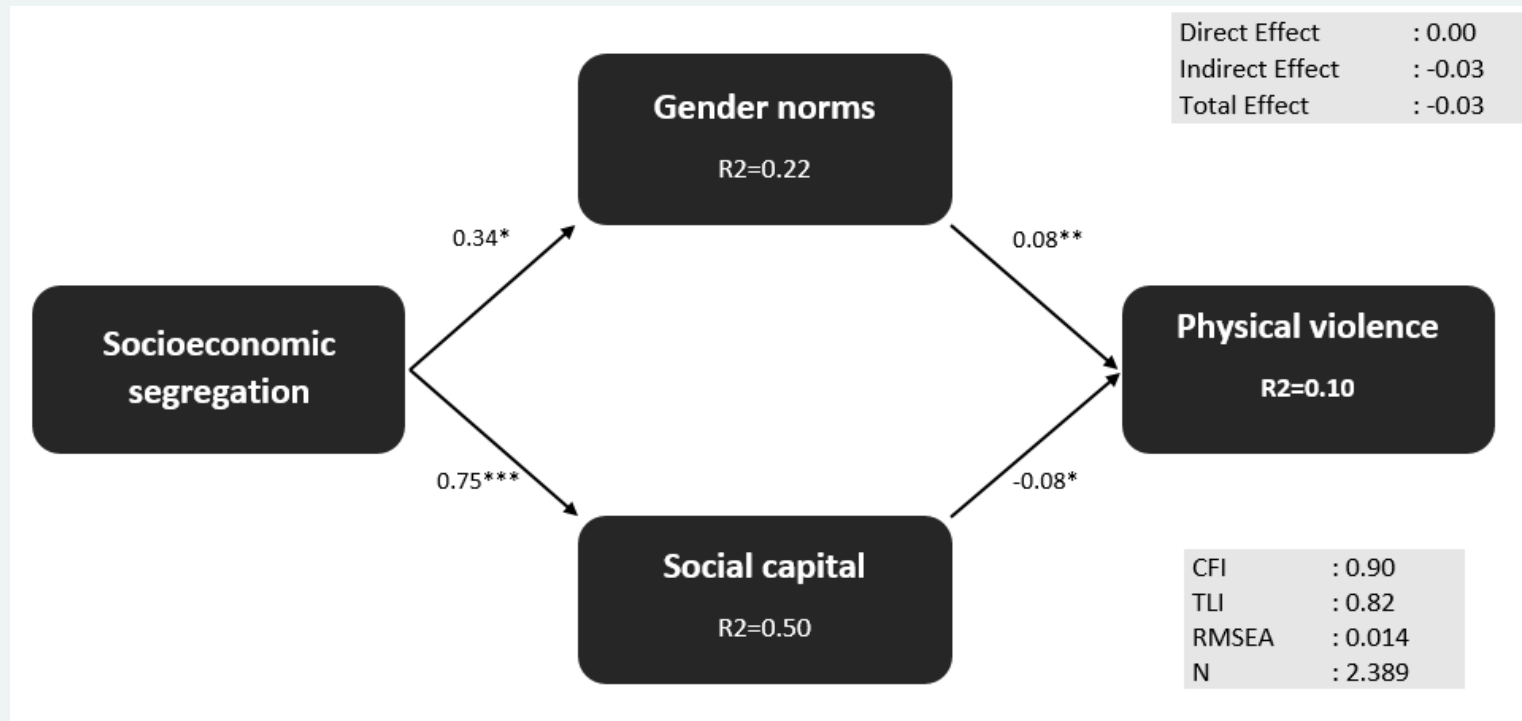 Direct Effect : 0.00
Indirect Effect : -0.03
Total Effect : -0.03
Gender norms
R2=0.22
0.34*
0.08**
Socioeconomic
segregation
Physical violence
R2=0.10
0.75***
-0.08*
Social capital
R2=0.50
CFI : 0.90
TLI : 0.82
RMSEA : 0.014
N : 2.389